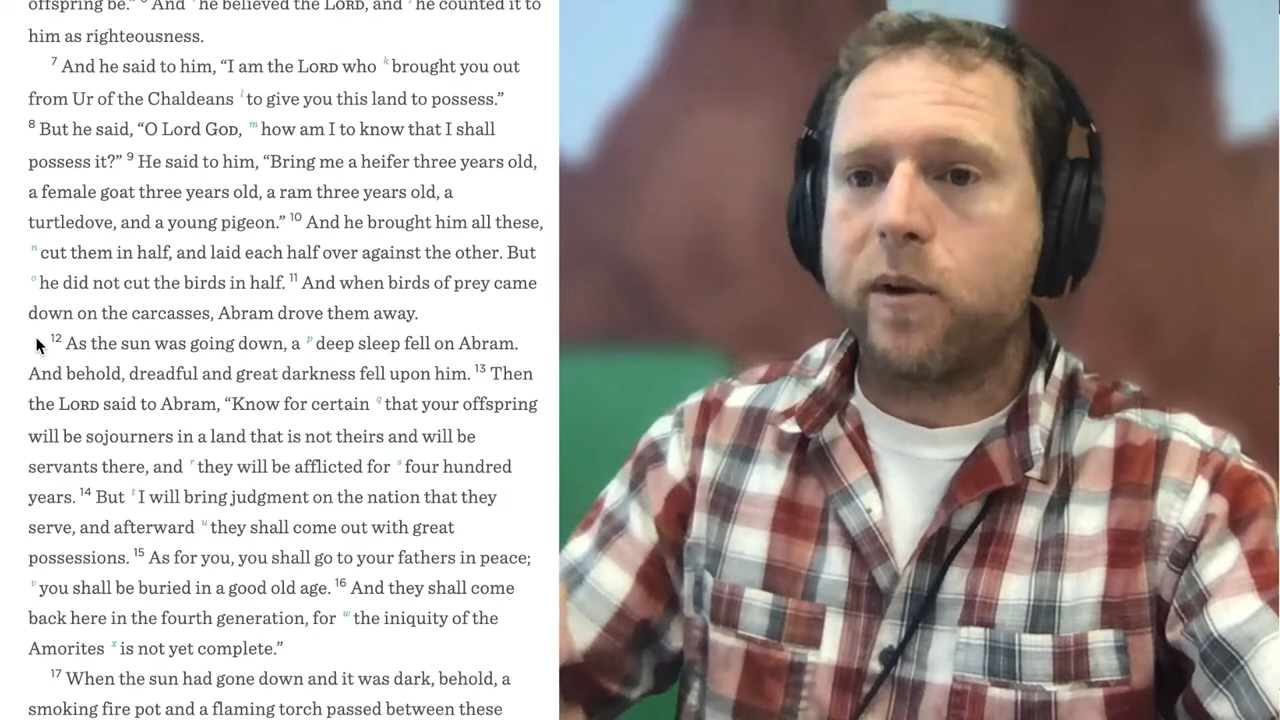 offspring be.” 6 And he believed the LORD, and he counted it to
him as righteousness.
7 And he said to him, “I am the LORD who k brought you out
from Ur of the Chaldeans l to give you this land to possess.”
8 But he said, “O Lord GOD, m how am I to know that I shall
possess it?” 9 He said to him, “Bring me a heifer three years old,
a female goat three years old, a ram three years old, a
turtledove, and a young pigeon.” 10 And he brought him all these,
n cut them in half, and laid each half over against the other. But
o he did not cut the birds in half. 11 And when birds of prey came
down on the carcasses, Abram drove them away.
12 As the sun was going down, a p deep sleep fell on Abram.
And behold, dreadful and great darkness fell upon him. 13 Then
the LORD said to Abram, “Know for certain q that your offspring
will be sojourners in a land that is not theirs and will be
servants there, and r they will be afflicted for s four hundred
years. 14 But t I will bring judgment on the nation that they
serve, and afterward u they shall come out with great
possessions. 15 As for you, you shall go to your fathers in peace;
v you shall be buried in a good old age. 16 And they shall come
back here in the fourth generation, for w the iniquity of the
Amorites x is not yet complete.”
17 When the sun had gone down and it was dark, behold, a
smoking fire pot and a flaming torch passed between these